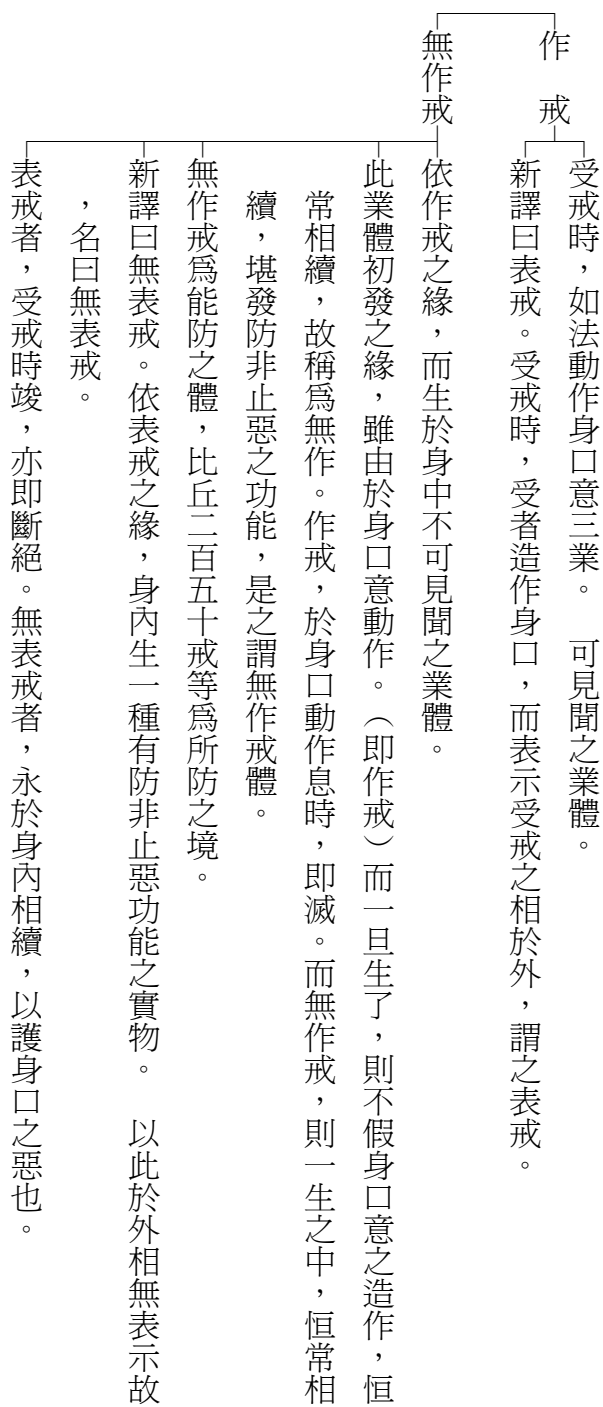 作　戒
受戒時，如法動作身口意三業。　可見聞之業體。
新譯曰表戒。受戒時，受者造作身口，而表示受戒之相於外，謂之表戒。
無作戒
依作戒之緣，而生於身中不可見聞之業體。
此業體初發之緣，雖由於身口意動作。（即作戒）而一旦生了，則不假身口意之造作，恒
常相續，故稱爲無作。作戒，於身口動作息時，即滅。而無作戒，則一生之中，恒常相
續，堪發防非止惡之功能，是之謂無作戒體。
無作戒爲能防之體，比丘二百五十戒等爲所防之境。
新譯曰無表戒。依表戒之緣，身內生一種有防非止惡功能之實物。　以此於外相無表示故
，名曰無表戒。
表戒者，受戒時竣，亦即斷絕。無表戒者，永於身內相續，以護身口之惡也。